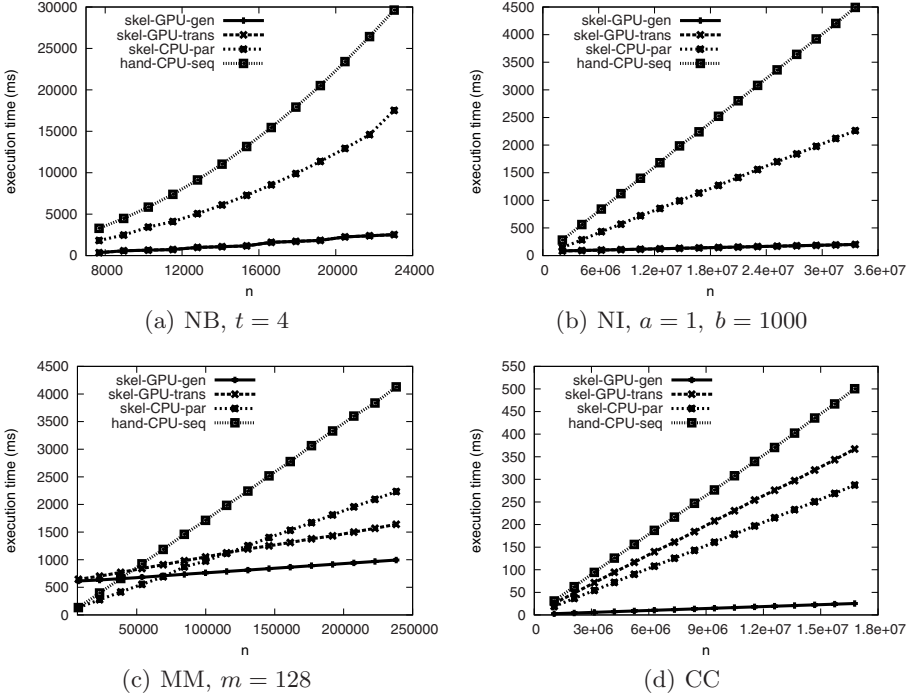 30000
25000
20000
15000
10000
5000
0
execution time (ms)
skel-GPU-gen
skel-GPU-trans
skel-CPU-par
hand-CPU-seq
8000 12000 16000 20000 24000
n
(a) NB, t = 4
4500
4000
3500
3000
2500
2000
1500
1000
500
0
execution time (ms)
skel-GPU-gen
skel-GPU-trans
skel-CPU-par
hand-CPU-seq
0 6e+06 1.2e+07 1.8e+07 2.4e+07 3e+07 3.6e+07
n
(b) NI, a = 1, b = 1000
4500
4000
3500
3000
2500
2000
1500
1000
500
0
execution time (ms)
skel-GPU-gen
skel-GPU-trans
skel-CPU-par
hand-CPU-seq
50000 100000 150000 200000 250000
n
(c) MM, m = 128
550
500
450
400
350
300
250
200
150
100
50
0
execution time (ms)
skel-GPU-gen
skel-GPU-trans
skel-CPU-par
hand-CPU-seq
0 3e+06 6e+06 9e+06 1.2e+07 1.5e+07 1.8e+07
n
(d) CC